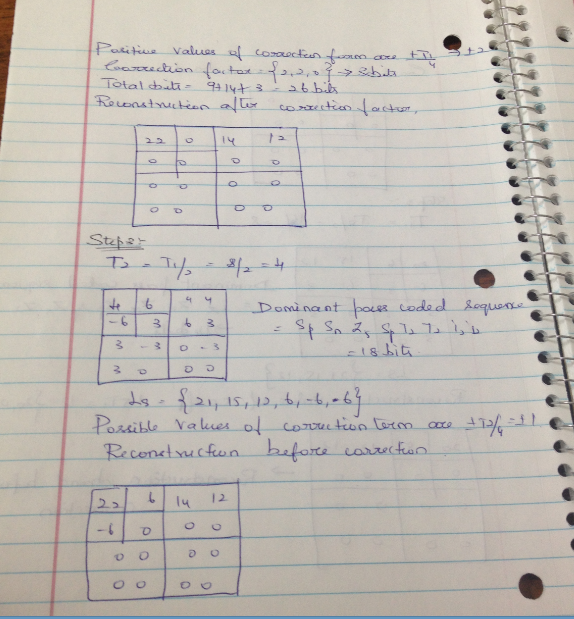 Positive values of correction from are ±T1/4 → ±2
Correction factor = {2, 2, 0} → 3 bits
Total bits = 9+14+3 = 26 bits
Reconstruction after correction factor,
22 0 14 12
0 0 0 0
0 0 0 0
0 0 0 0
Step 2:-
T2 = T1/2 = 8/2 = 4
4 6 4 4
-6 3 6 3
3 -3 0 -3
3 0 0 0
Dominant pass coded sequence
= Sp Sn Z, Sp
= 18 bits.
Ls = {21, 15, 12, 6, -6, -6}
Possible values of correction term are ±T2/4 = ±1
Reconstruction before correction
22 6 14 12
-6 0 0 0
0 0 0 0
0 0 0 0